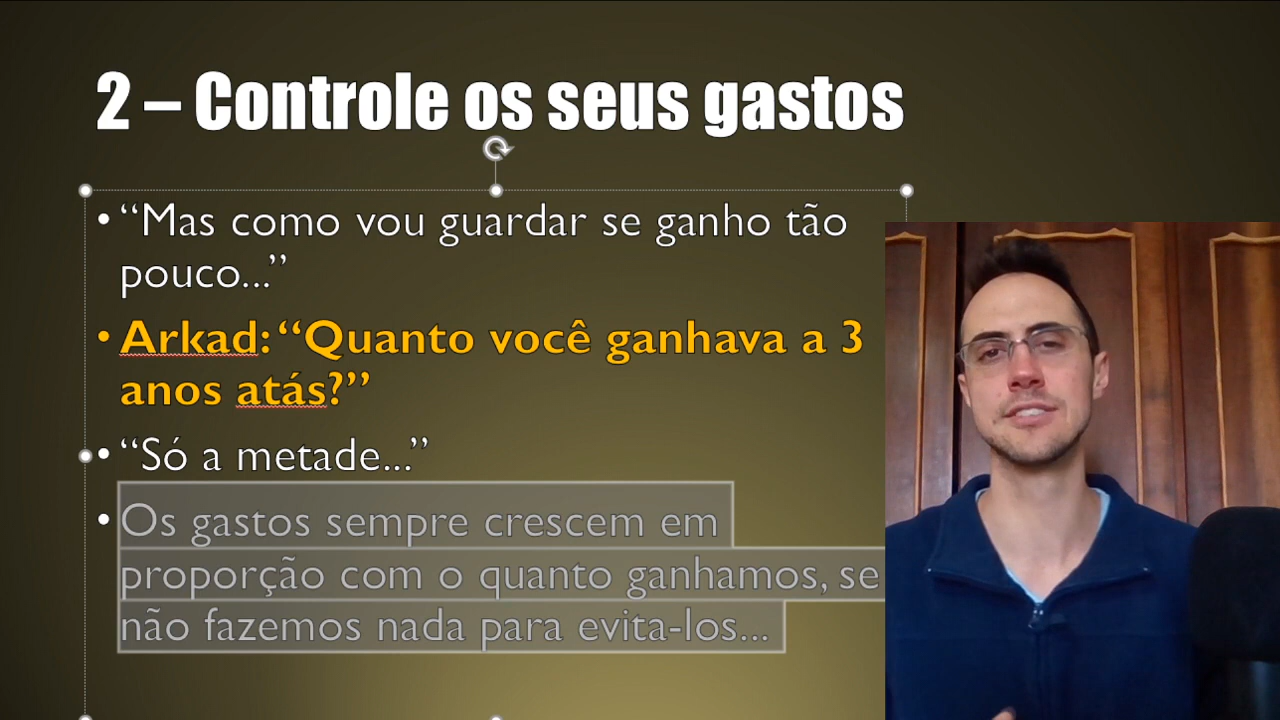 2 – Controle os seus gastos
• “Mas como vou guardar se ganho tão
pouco...”
• Arkad: “Quanto você ganhava a 3
anos atás?”
• “Só a metade...”
• Os gastos sempre crescem em
proporção com o quanto ganhamos, se
não fazemos nada para evita-los...